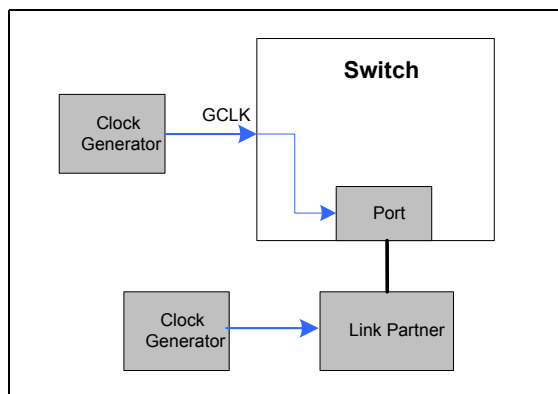 Switch
Clock
Generator
GCLK
Port
Clock
Generator
Link Partner